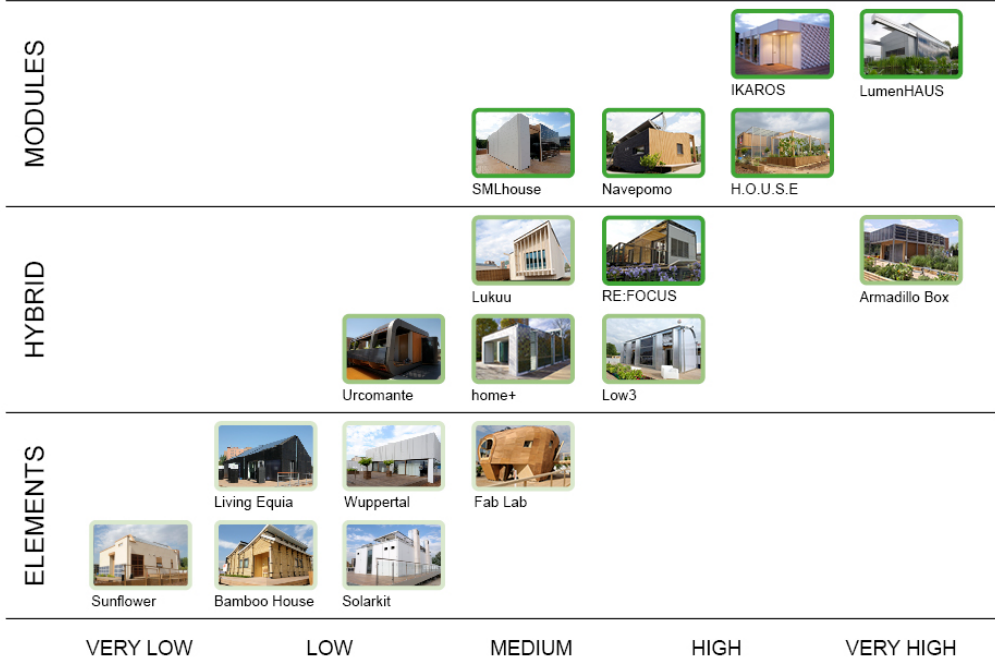 MODULES
IKAROS
LumenHAUS
SMLhouse
Navepomo
H.O.U.S.E
HYBRID
Lukuu
RE:FOCUS
Armadillo Box
Urcomante
home+
Low3
ELEMENTS
Living Equia
Wuppertal
Fab Lab
Sunflower
Bamboo House
Solarkit
VERY LOW
LOW
MEDIUM
HIGH
VERY HIGH